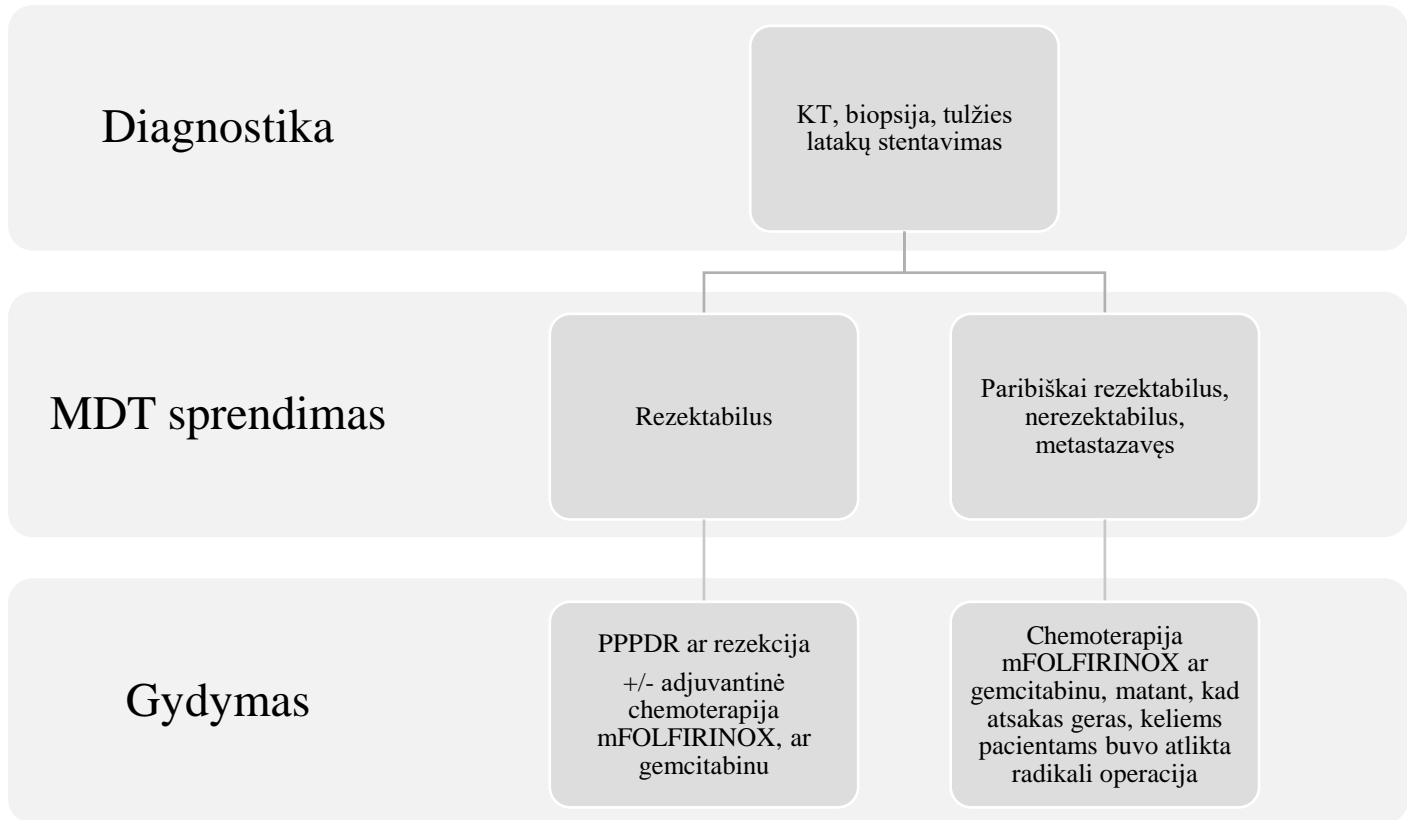 Diagnostika
KT, biopsija, tulžies
latakų stentavimas
MDT sprendimas
Rezektabilus
Paribiškai rezektabilus,
nerezektabilus,
metastazavęs
Gydymas
PPPDR ar rezekcija
+/- adjuvantinė
chemoterapija
mFOLFIRINOX, ar
gemcitabinu
Chemoterapija
mFOLFIRINOX ar
gemcitabinu, matant, kad
atsakas geras, keliems
pacientams buvo atlikta
radikali operacija